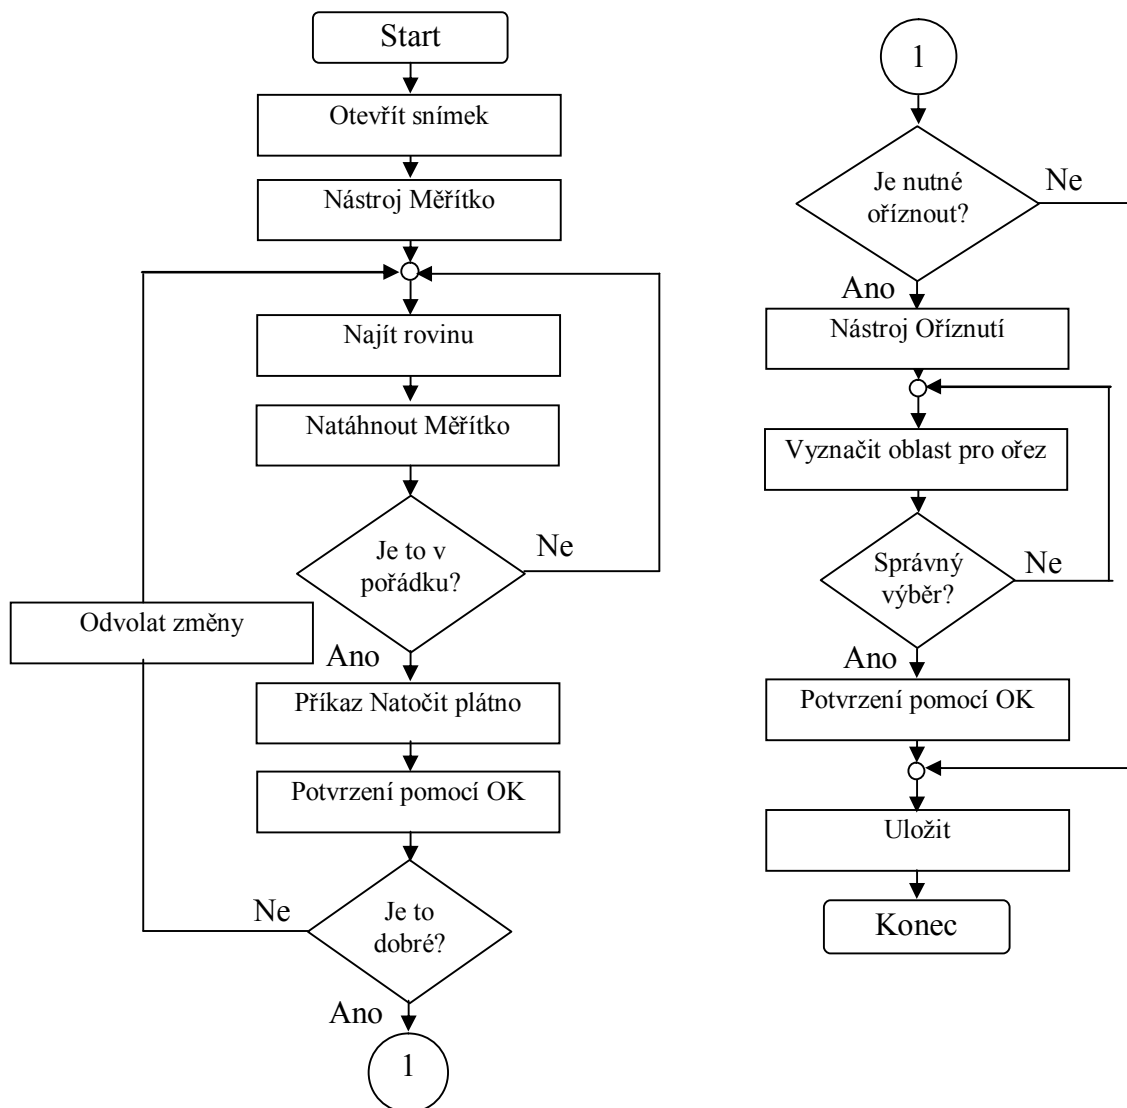 Start
Otevřít snímek
Nástroj Měřítko
Najít rovinu
Natáhnout Měřítko
Je to v
pořádku?
Ne
Odvolat změny
Ano
Příkaz Natočit plátno
Potvrzení pomocí OK
Ne
Je to
dobré?
Ano
1
1
Je nutné
oříznout?
Ne
Ano
Nástroj Oříznutí
Vyznačit oblast pro ořez
Správný
výběr?
Ne
Ano
Potvrzení pomocí OK
Uložit
Konec